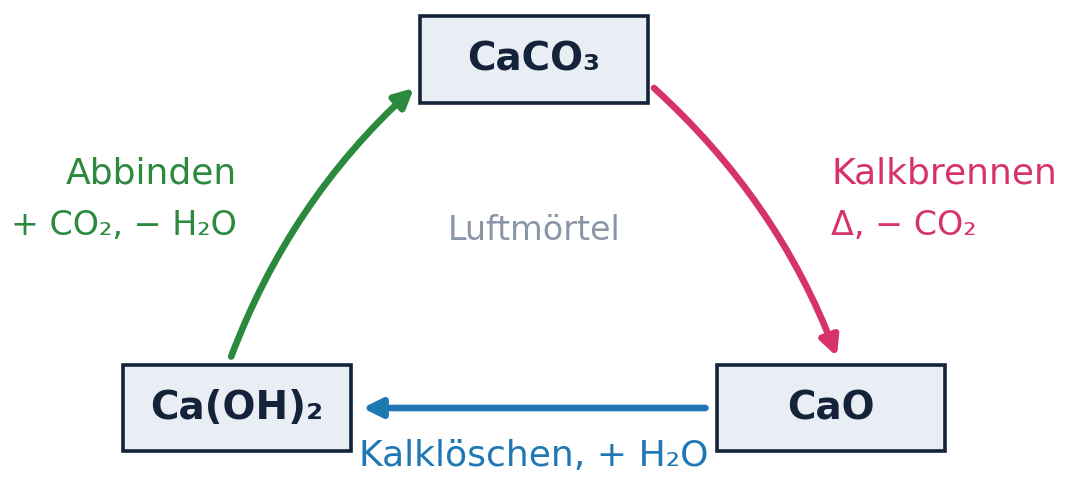 CaCO₃
Abbinden
+ CO₂, − H₂O
Kalkbrennen
Δ, − CO₂
Luftmörtel
Ca(OH)₂
CaO
Kalklöschen, + H₂O